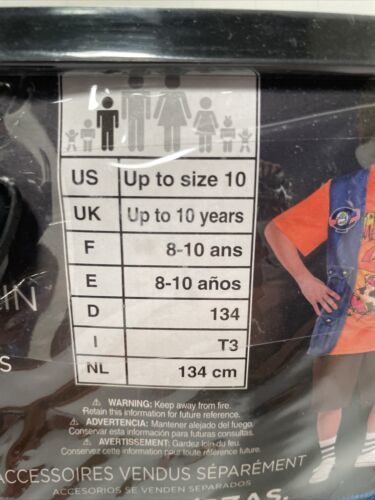 US Up to size 10
UK Up to 10 years
F 8-10 ans
E 8-10 años
D 134
I T3
NL 134 cm
IN
S
⚠ WARNING: Keep away from fire.
Retain this information for future reference.
⚠ ADVERTENCIA: Mantener alejado del fuego
Conservar esta información para futuras consultas.
⚠ AVERTISSEMENT: Gardez loin du feu.
Conservez cette information pour toute référence
ACCESSOIRES VENDUS SÉPARÉMENT
ACCESORIOS SE VENDEN SEPARADOS